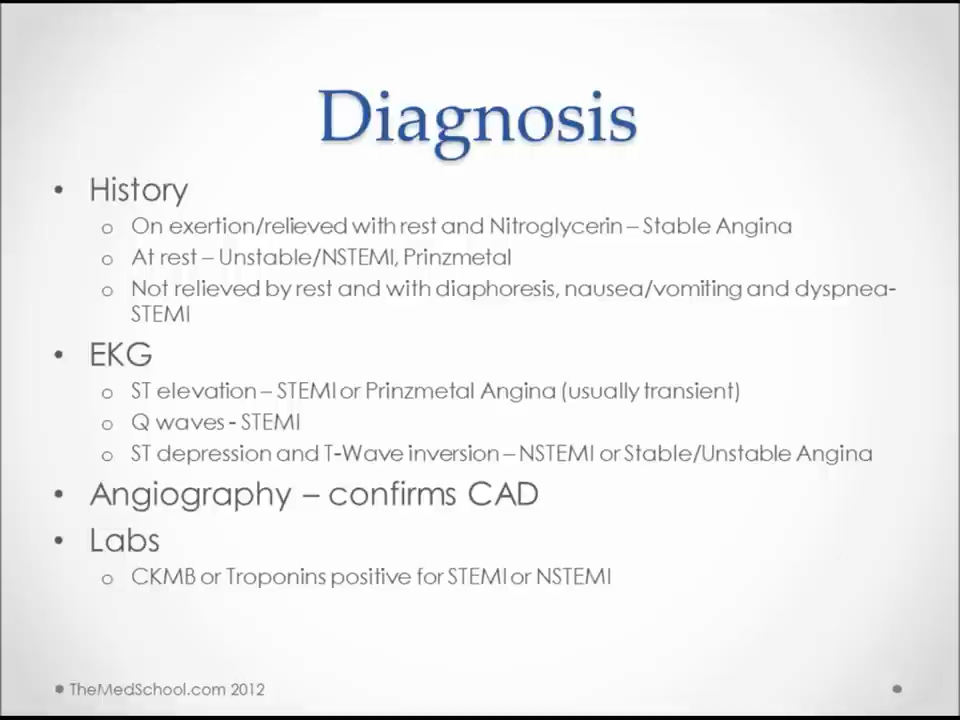 Diagnosis
• History
o On exertion/relieved with rest and Nitroglycerin – Stable Angina
o At rest – Unstable/NSTEMI, Prinzmetal
o Not relieved by rest and with diaphoresis, nausea/vomiting and dyspnea-
STEMI
• EKG
o ST elevation – STEMI or Prinzmetal Angina (usually transient)
o Q waves - STEMI
o ST depression and T-Wave inversion – NSTEMI or Stable/Unstable Angina
• Angiography – confirms CAD
• Labs
o CKMB or Troponins positive for STEMI or NSTEMI
• TheMedSchool.com 2012